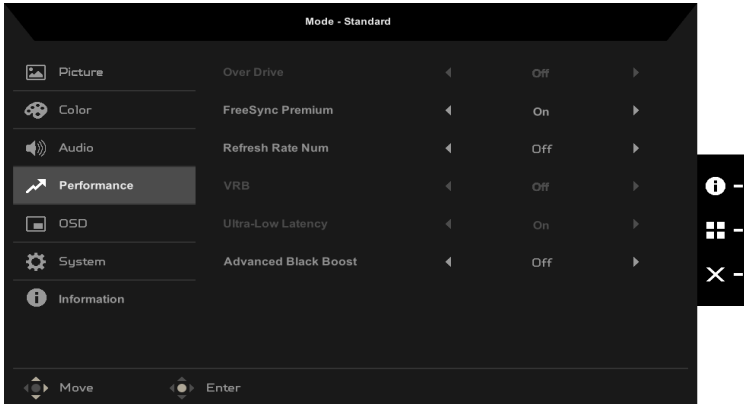 Mode - Standard
Picture
Over Drive Off
Color
FreeSync Premium On
Audio
Refresh Rate Num Off
Performance
VRB Off
OSD
Ultra-Low Latency On
System
Advanced Black Boost Off
Information
Move Enter